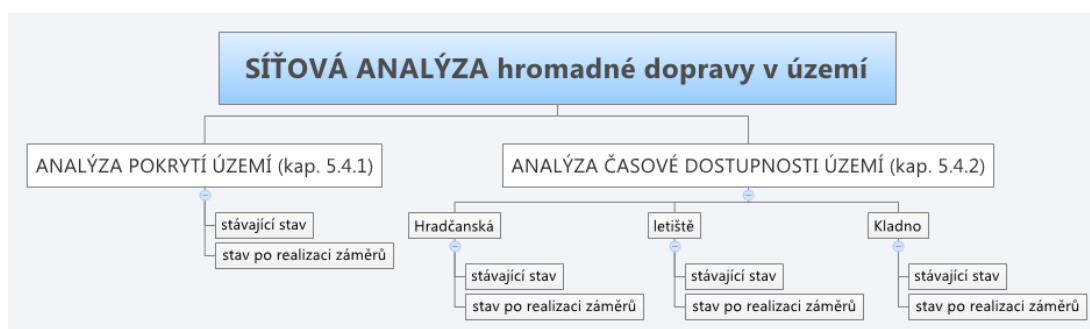 SÍŤOVÁ ANALÝZA hromadné dopravy v území
ANALÝZA POKRYTÍ ÚZEMÍ (kap. 5.4.1)
stávající stav
stav po realizaci záměrů
ANALÝZA ČASOVÉ DOSTUPNOSTI ÚZEMÍ (kap. 5.4.2)
Hradčanská
stávající stav
stav po realizaci záměrů
letiště
stávající stav
stav po realizaci záměrů
Kladno
stávající stav
stav po realizaci záměrů